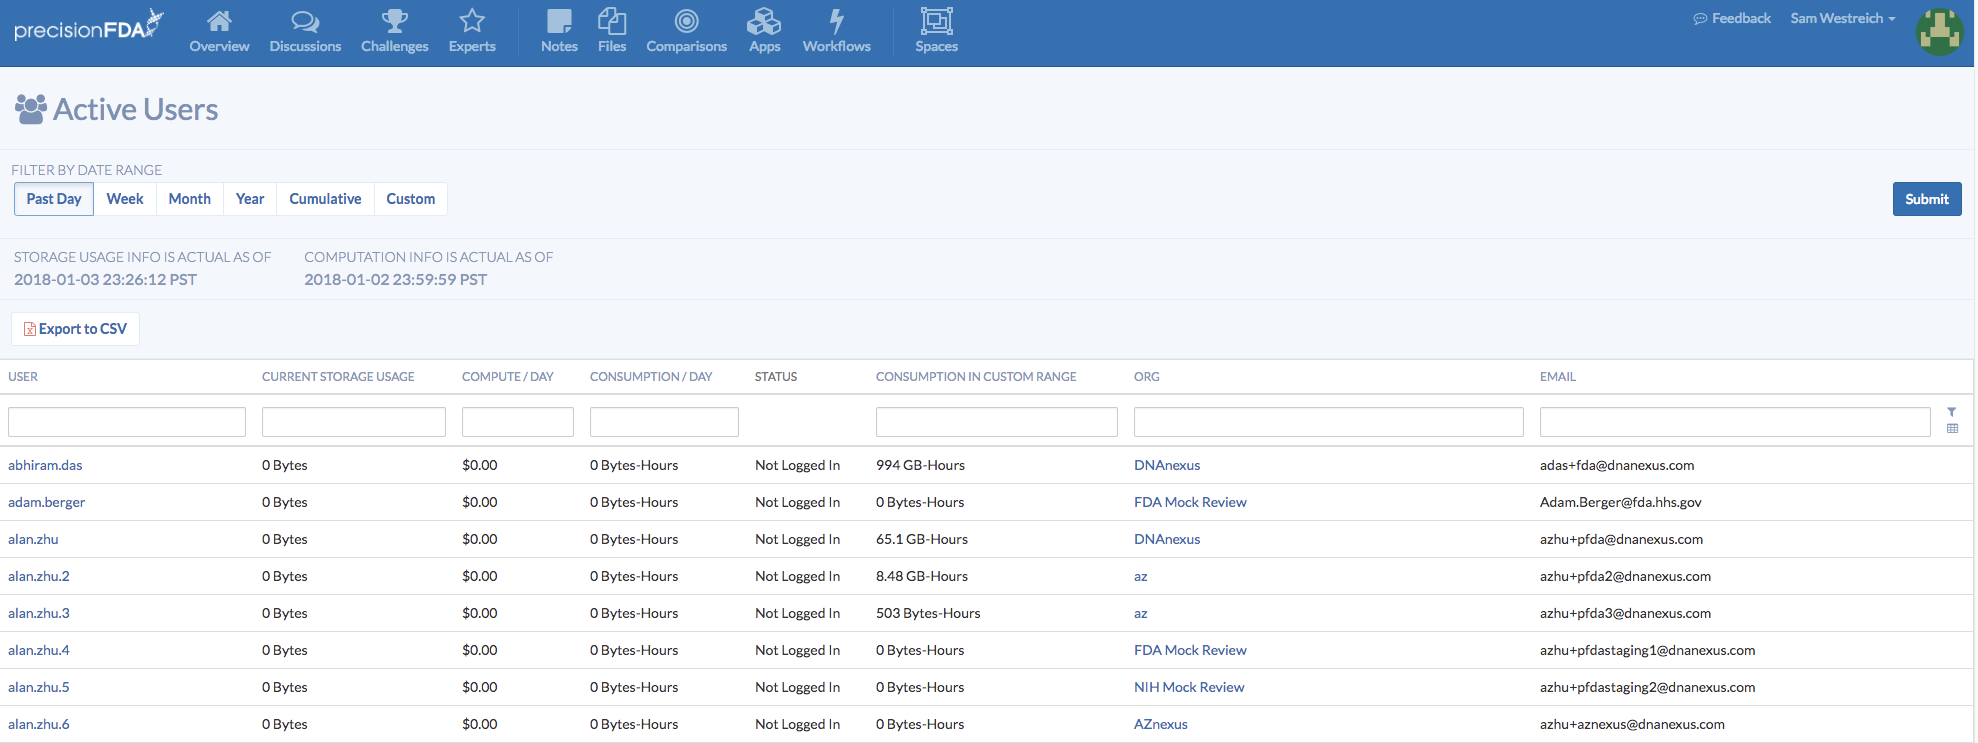 precisionFDA Overview Discussions Challenges Experts Notes Files Comparisons Apps Workflows Spaces Feedback Sam Westreich
Active Users
FILTER BY DATE RANGE
Past Day Week Month Year Cumulative Custom Submit
STORAGE USAGE INFO IS ACTUAL AS OF COMPUTATION INFO IS ACTUAL AS OF
2018-01-03 23:26:12 PST 2018-01-02 23:59:59 PST
Export to CSV
USER CURRENT STORAGE USAGE COMPUTE / DAY CONSUMPTION / DAY STATUS CONSUMPTION IN CUSTOM RANGE ORG EMAIL
abhiram.das 0 Bytes $0.00 0 Bytes-Hours Not Logged In 994 GB-Hours DNAnexus adas+fda@dnanexus.com
adam.berger 0 Bytes $0.00 0 Bytes-Hours Not Logged In 0 Bytes-Hours FDA Mock Review Adam.Berger@fda.hhs.gov
alan.zhu 0 Bytes $0.00 0 Bytes-Hours Not Logged In 65.1 GB-Hours DNAnexus azhu+pfda@dnanexus.com
alan.zhu.2 0 Bytes $0.00 0 Bytes-Hours Not Logged In 8.48 GB-Hours az azhu+pfda2@dnanexus.com
alan.zhu.3 0 Bytes $0.00 0 Bytes-Hours Not Logged In 503 Bytes-Hours az azhu+pfda3@dnanexus.com
alan.zhu.4 0 Bytes $0.00 0 Bytes-Hours Not Logged In 0 Bytes-Hours FDA Mock Review azhu+pfdastaging1@dnanexus.com
alan.zhu.5 0 Bytes $0.00 0 Bytes-Hours Not Logged In 0 Bytes-Hours NIH Mock Review azhu+pfdastaging2@dnanexus.com
alan.zhu.6 0 Bytes $0.00 0 Bytes-Hours Not Logged In 0 Bytes-Hours AZnexus azhu+aznexus@dnanexus.com